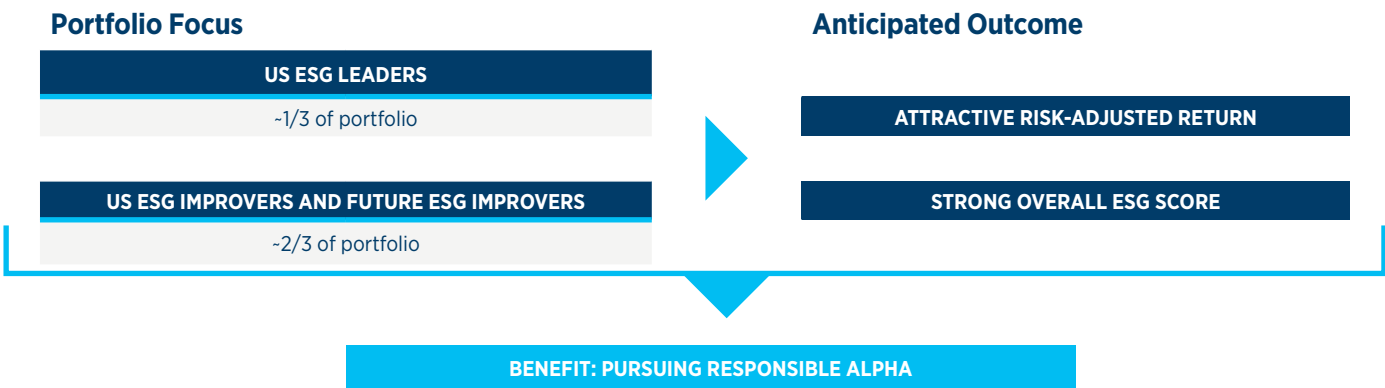 Portfolio Focus
US ESG LEADERS
~1/3 of portfolio
US ESG IMPROVERS AND FUTURE ESG IMPROVERS
~2/3 of portfolio
Anticipated Outcome
ATTRACTIVE RISK-ADJUSTED RETURN
STRONG OVERALL ESG SCORE
BENEFIT: PURSUING RESPONSIBLE ALPHA